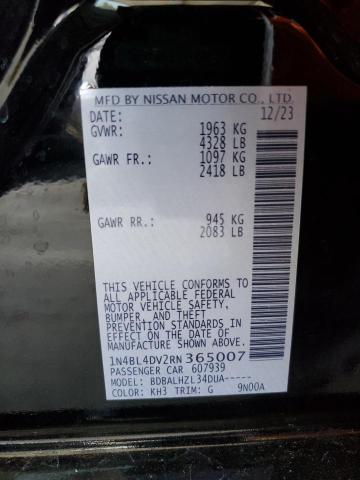 MFD BY NISSAN MOTOR CO., LTD.
DATE 12/23
GVWR: 1963 KG
4328 LB
GAWR FR.: 1097 KG
2418 LB
GAWR RR.: 945 KG
2083 LB
THIS VEHICLE CONFORMS TO
ALL APPLICABLE FEDERAL
MOTOR VEHICLE SAFETY,
BUMPER, AND THEFT
PREVENTION STANDARDS
IN EFFECT ON THE DATE OF
MANUFACTURE SHOWN ABOVE.
1N4BL4DV2RN365007
PASSENGER CAR 607939
MODEL: BDBALHZL34DUA-----
COLOR: KH3 TRIM: G 9N00A